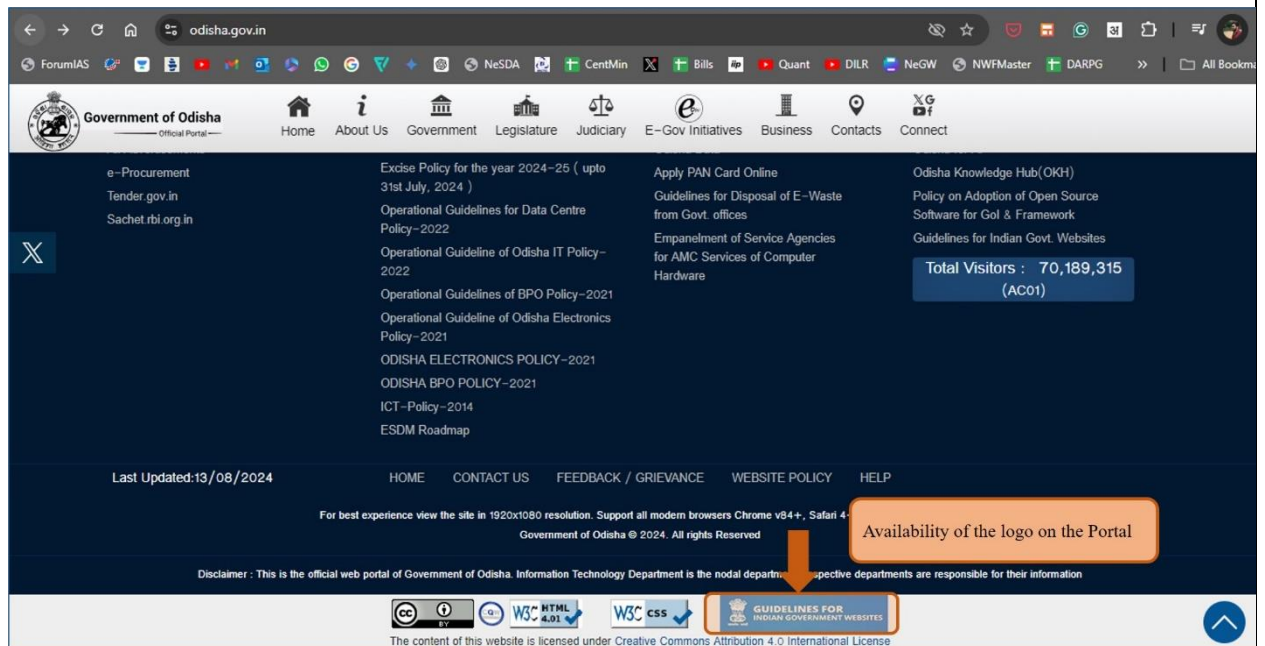 odisha.gov.in
ForumIAS
NeSDA
CentMin
Bills
Quant
DILR
NeGW
NWFMaster
DARPG
»
All Bookma
Government of Odisha
Official Portal
Home
About Us
Government
Legislature
Judiciary
E-Gov Initiatives
Business
Contacts
Connect
e-Procurement
Tender.gov.in
Sachet.rbi.org.in
Excise Policy for the year 2024-25 ( upto
31st July, 2024 )
Operational Guidelines for Data Centre
Policy-2022
Operational Guideline of Odisha IT Policy-
2022
Operational Guidelines of BPO Policy-2021
Operational Guideline of Odisha Electronics
Policy-2021
ODISHA ELECTRONICS POLICY-2021
ODISHA BPO POLICY-2021
ICT-Policy-2014
ESDM Roadmap
Apply PAN Card Online
Guidelines for Disposal of E-Waste
from Govt. offices
Empanelment of Service Agencies
for AMC Services of Computer
Hardware
Odisha Knowledge Hub(OKH)
Policy on Adoption of Open Source
Software for GoI & Framework
Guidelines for Indian Govt. Websites
Total Visitors : 70,189,315
(AC01)
Last Updated:13/08/2024
HOME CONTACT US FEEDBACK / GRIEVANCE WEBSITE POLICY HELP
For best experience view the site in 1920x1080 resolution. Support all modern browsers Chrome v84+, Safari 4
Government of Odisha © 2024. All rights Reserved
Availability of the logo on the Portal
Disclaimer : This is the official web portal of Government of Odisha. Information Technology Department is the nodal departm spective departments are responsible for their information
cc BY
W3C HTML 4.01
W3C CSS
GUIDELINES FOR
INDIAN GOVERNMENT WEBSITES
The content of this website is licensed under Creative Commons Attribution 4.0 International License